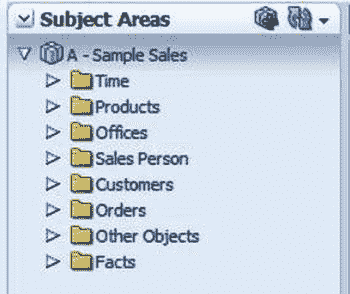 Subject Areas
A - Sample Sales
Time
Products
Offices
Sales Person
Customers
Orders
Other Objects
Facts